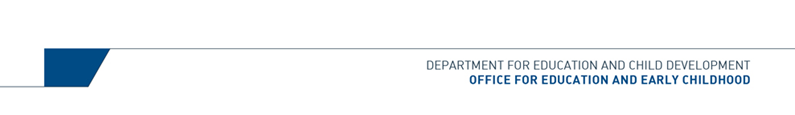 DEPARTMENT FOR EDUCATION AND CHILD DEVELOPMENT
OFFICE FOR EDUCATION AND EARLY CHILDHOOD